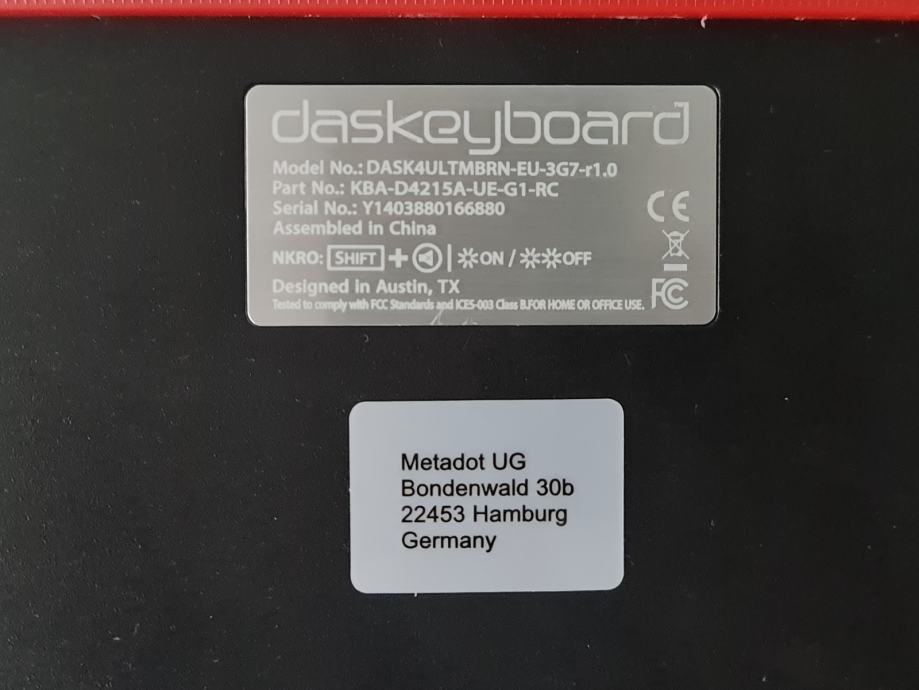 daskeyboard™
Model No.: DASK4ULTMBRN-EU-3G7-r1.0
Part No.: KBA-D4215A-UE-G1-RC
Serial No.: Y1403880166880
Assembled in China
NKRO: SHIFT + | ON / OFF
Designed in Austin, TX
Tested to comply with FCC Standards and ICES-003 Class B.FOR HOME OR OFFICE USE.
CE
FC
Metadot UG
Bondenwald 30b
22453 Hamburg
Germany